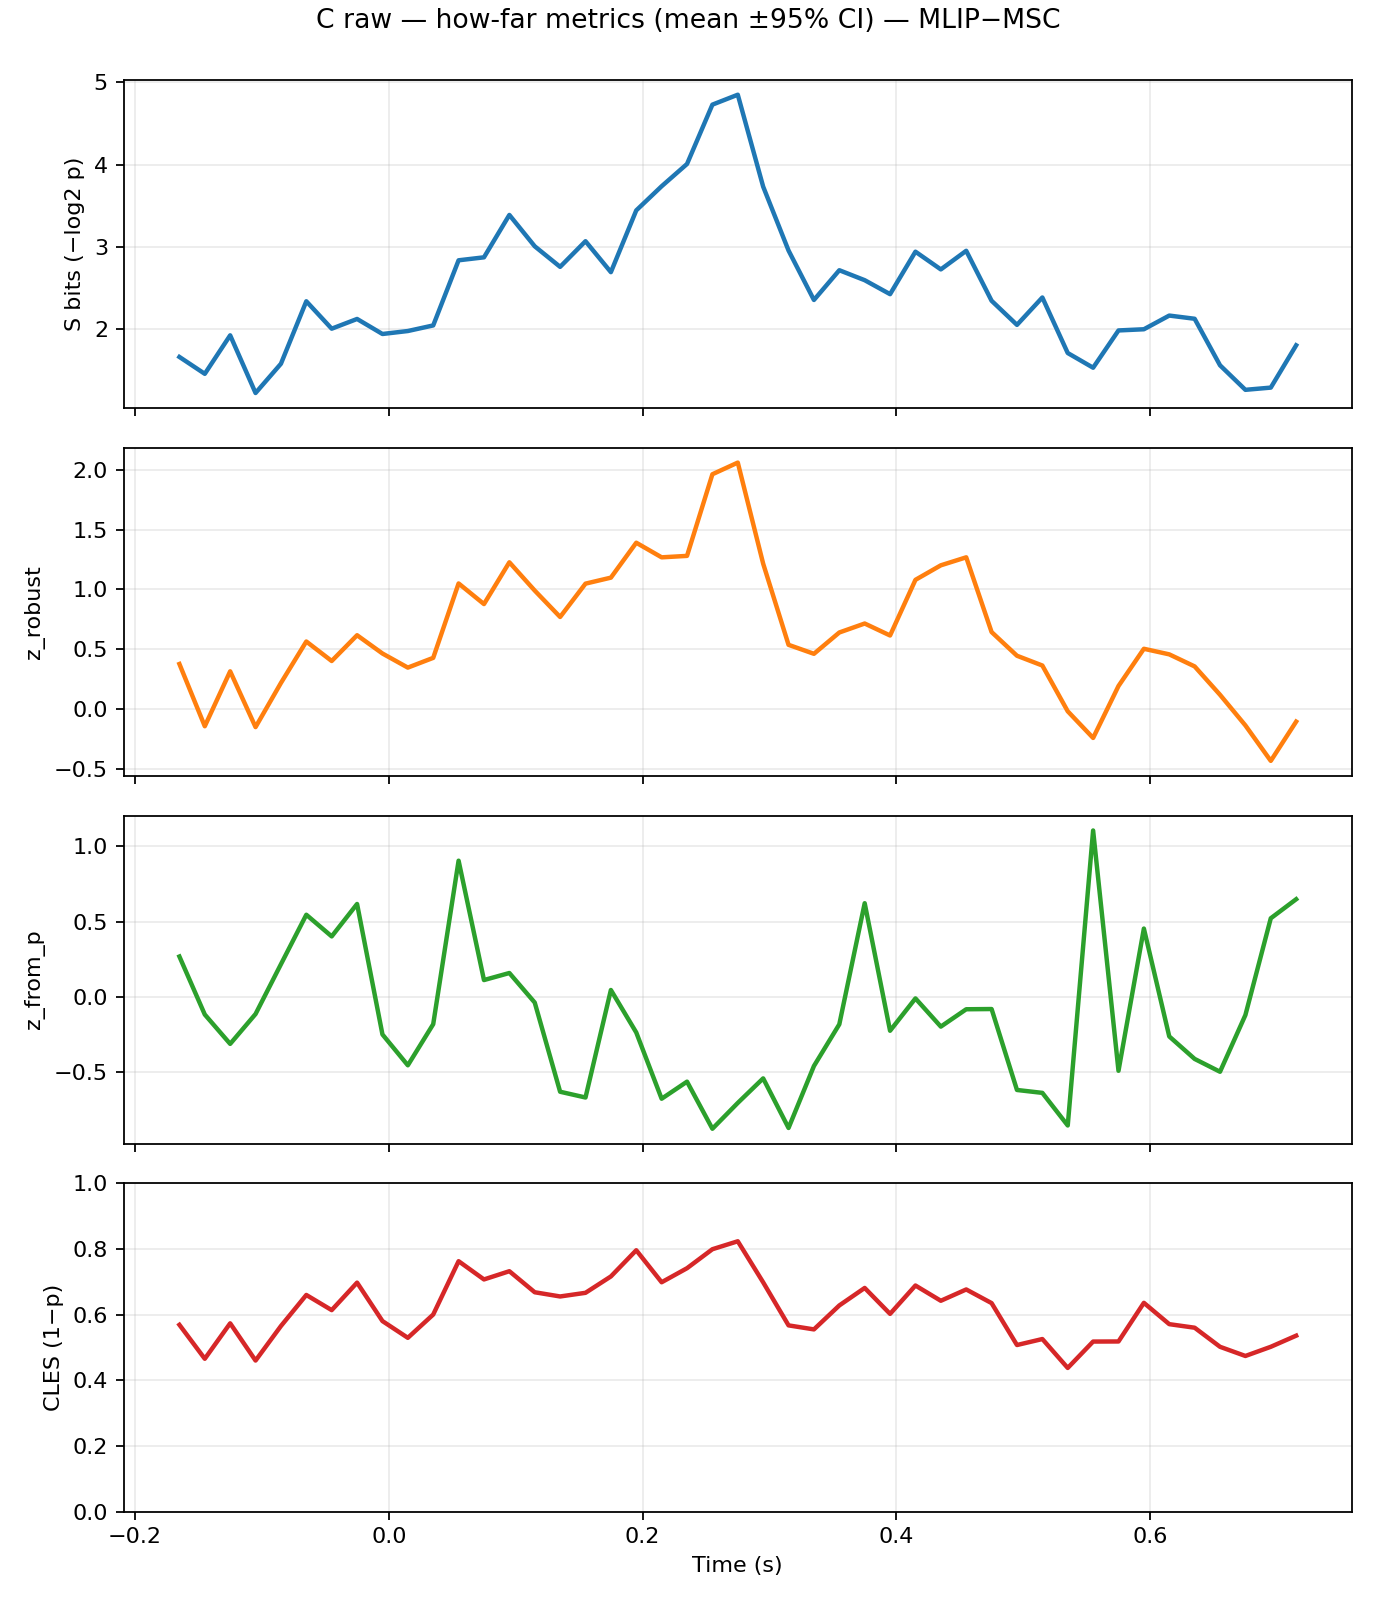 C raw — how-far metrics (mean ±95% CI) — MLIP−MSC
5
4
3
2
S bits (−log2 p)
2.0
1.5
1.0
0.5
0.0
−0.5
z_robust
1.0
0.5
0.0
−0.5
z_from_p
1.0
0.8
0.6
0.4
0.2
0.0
CLES (1−p)
−0.2 0.0 0.2 0.4 0.6
Time (s)